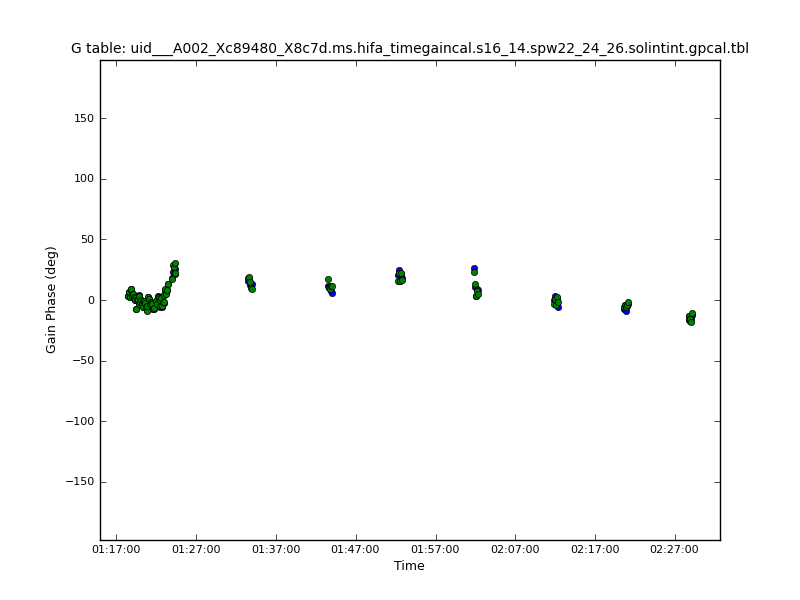 G table: uid___A002_Xc89480_X8c7d.ms.hifa_timegaincal.s16_14.spw22_24_26.solintint.gpcal.tbl
150
100
50
0
−50
−100
−150
Gain Phase (deg)
01:17:00 01:27:00 01:37:00 01:47:00 01:57:00 02:07:00 02:17:00 02:27:00
Time